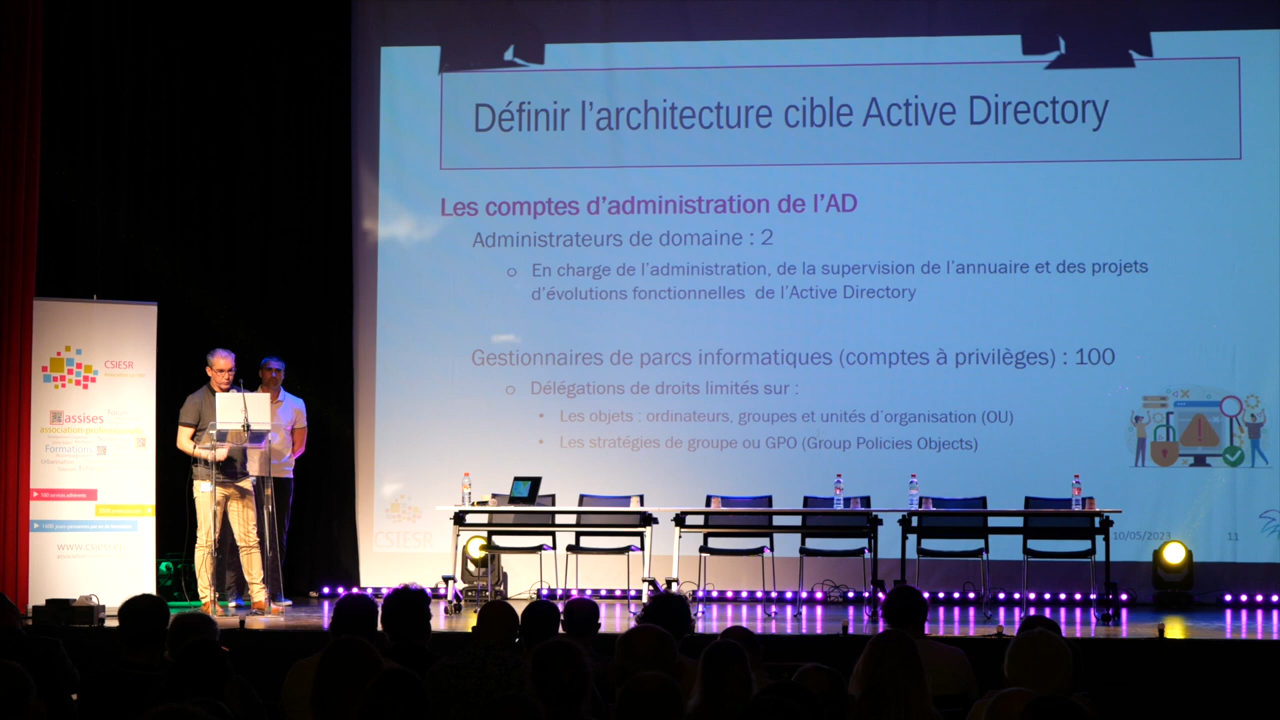 Définir l'architecture cible Active Directory
Les comptes d'administration de l'AD
Administrateurs de domaine : 2
o En charge de l'administration, de la supervision de l'annuaire et des projets
d'évolutions fonctionnelles de l'Active Directory
Gestionnaires de parcs informatiques (comptes à privilèges) : 100
o Délégations de droits limités sur :
• Les objets : ordinateurs, groupes et unités d´organisation (OU)
• Les stratégies de groupe ou GPO (Group Policies Objects)
CSIESR
10/05/2023
11
CSIESR
assises
Formations